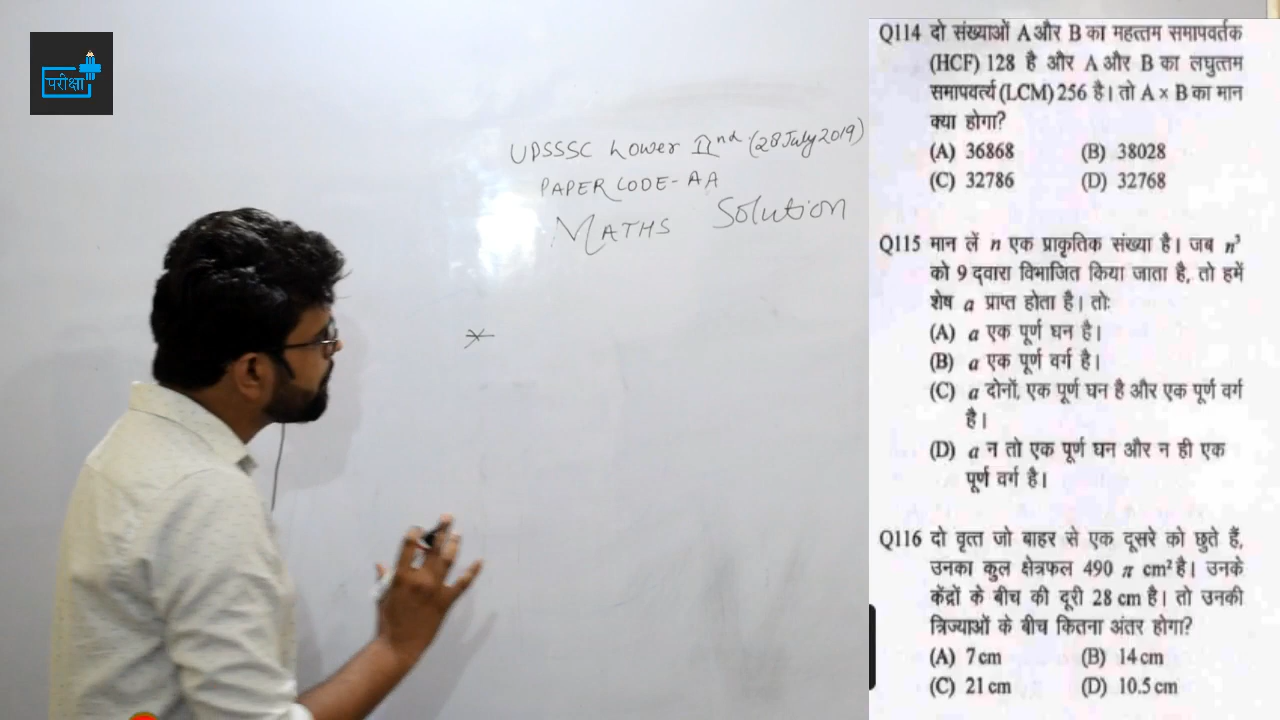 परीक्षा
UPSSSC Lower IInd (28 July 2019)
PAPER CODE - AA
MATHS Solution
Q114 दो संख्याओं A और B का महत्तम समापवर्तक
(HCF) 128 है और A और B का लघुत्तम
समापवर्त्य (LCM) 256 है। तो A × B का मान
क्या होगा?
(A) 36868 (B) 38028
(C) 32786 (D) 32768
Q115 मान लें n एक प्राकृतिक संख्या है। जब n³
को 9 द्वारा विभाजित किया जाता है, तो हमें
शेष a प्राप्त होता है। तो:
(A) a एक पूर्ण घन है।
(B) a एक पूर्ण वर्ग है।
(C) a दोनों, एक पूर्ण घन है और एक पूर्ण वर्ग
है।
(D) a न तो एक पूर्ण घन और न ही एक
पूर्ण वर्ग है।
Q116 दो वृत्त जो बाहर से एक दूसरे को छुते हैं,
उनका कुल क्षेत्रफल 490 π cm² है। उनके
केंद्रों के बीच की दूरी 28 cm है। तो उनकी
त्रिज्याओं के बीच कितना अंतर होगा?
(A) 7 cm (B) 14 cm
(C) 21 cm (D) 10.5 cm